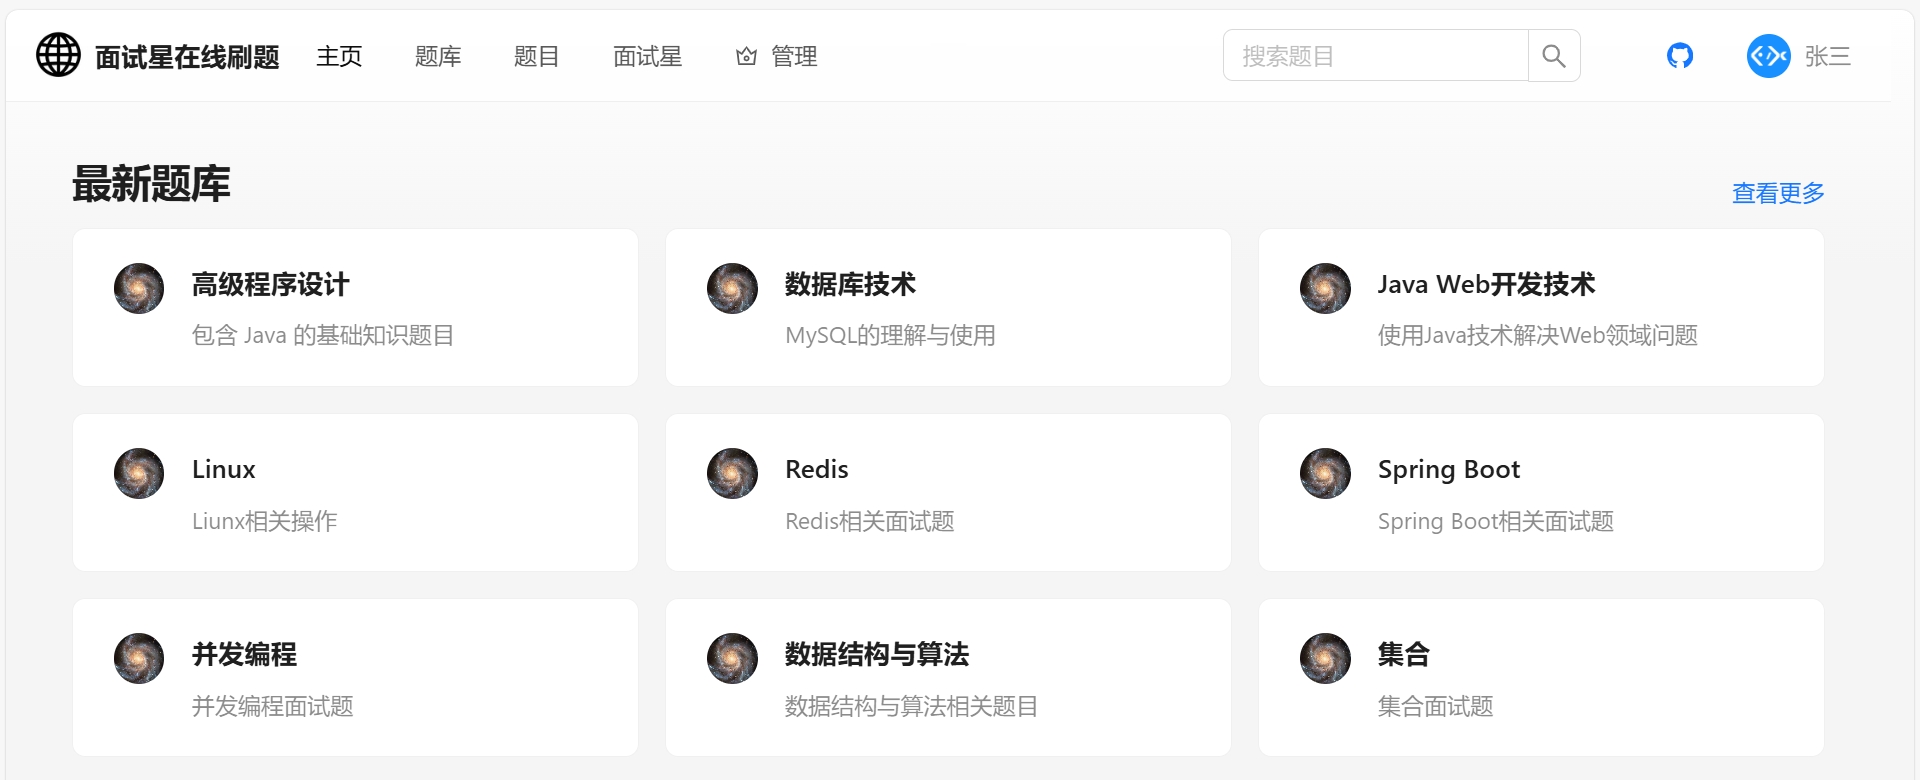 面试星在线刷题 主页 题库 题目 面试星 管理 搜索题目 张三
最新题库 查看更多
高级程序设计
包含 Java 的基础知识题目
数据库技术
MySQL的理解与使用
Java Web开发技术
使用Java技术解决Web领域问题
Linux
Liunx相关操作
Redis
Redis相关面试题
Spring Boot
Spring Boot相关面试题
并发编程
并发编程面试题
数据结构与算法
数据结构与算法相关题目
集合
集合面试题